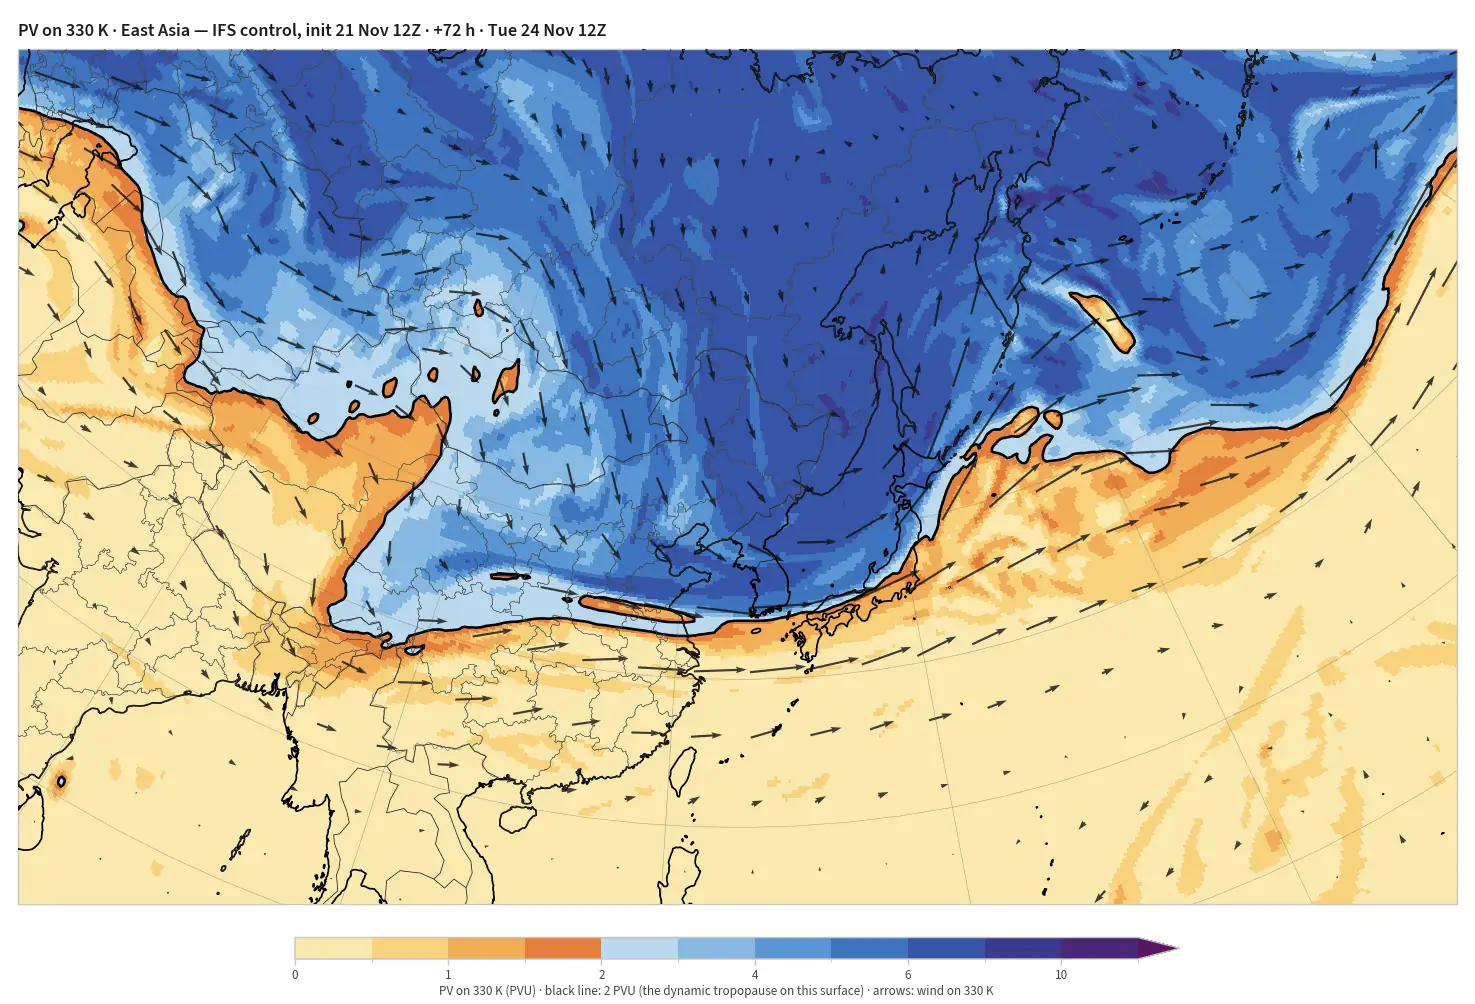 PV on 330 K · East Asia — IFS control, init 21 Nov 12Z · +72 h · Tue 24 Nov 12Z
0 1 2 4 6 10
PV on 330 K (PVU) · black line: 2 PVU (the dynamic tropopause on this surface) · arrows: wind on 330 K